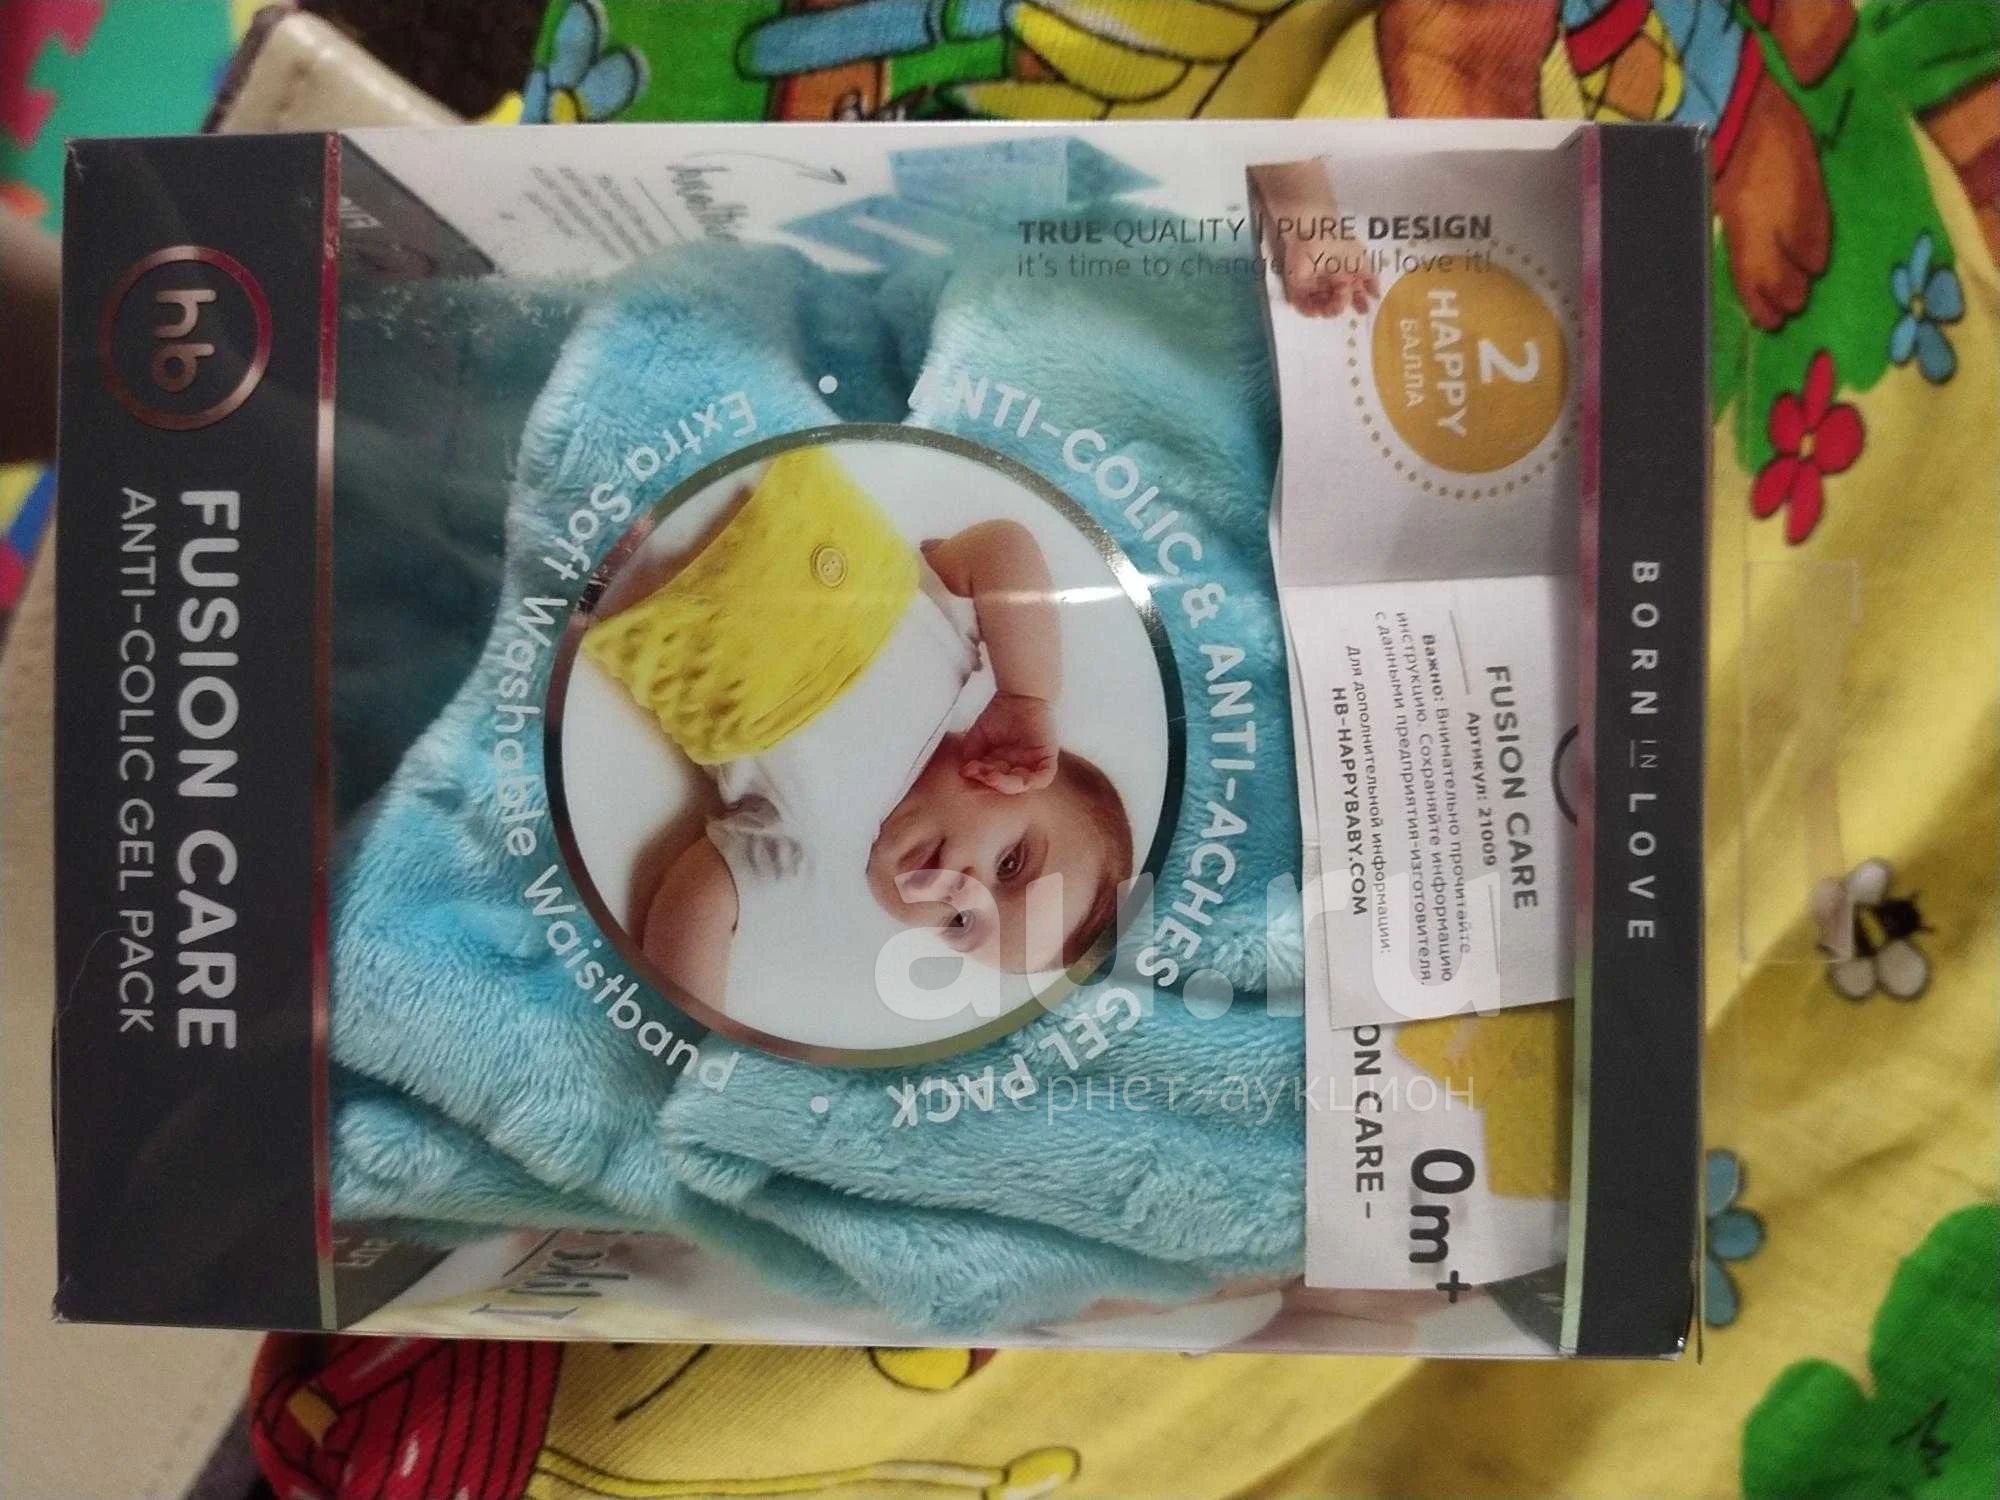 hb
FUSION CARE
ANTI-COLIC GEL PACK
TRUE QUALITY | PURE DESIGN
it's time to change. You'll love it!
ANTI-COLIC & ANTI-ACHES GEL PACK
Extra Soft Washable Waistband
2
HAPPY
БАЛЛА
FUSION CARE
Артикул: 21009
Важно: Внимательно прочитайте
инструкцию. Сохраняйте информацию
с данными предприятия-изготовителя.
Для дополнительной информации:
HB-HAPPYBABY.COM
ON CARE –
0m+
BORN IN LOVE
au.ru
интернет-аукцион